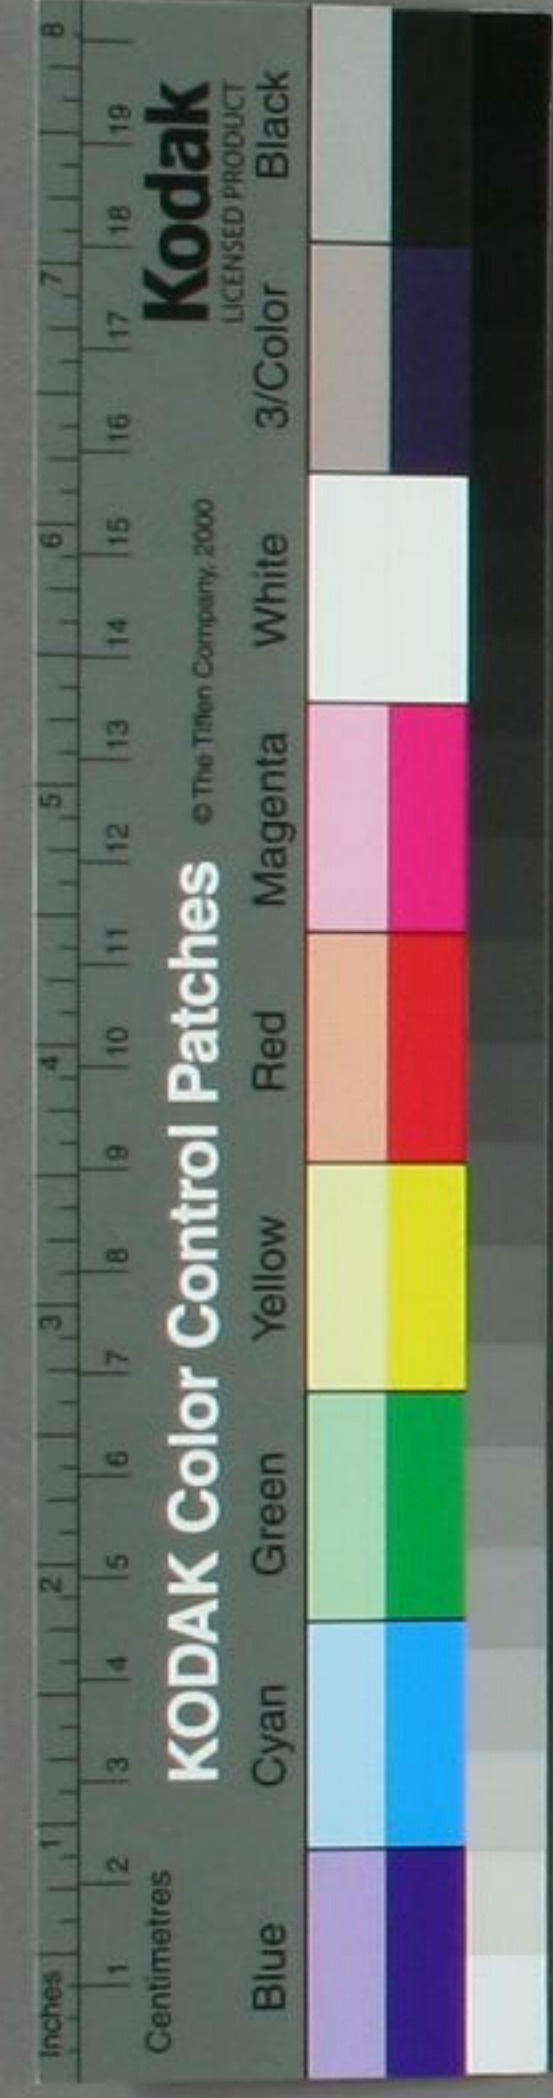 Inches 1 2 3 4 5 6 7 8
1 2 3 4 5 6 7 8 9 10 11 12 13 14 15 16 17 18 19
Centimetres
KODAK Color Control Patches © The Tiffen Company, 2000
Kodak
LICENSED PRODUCT
Blue Cyan Green Yellow Red Magenta White 3/Color Black